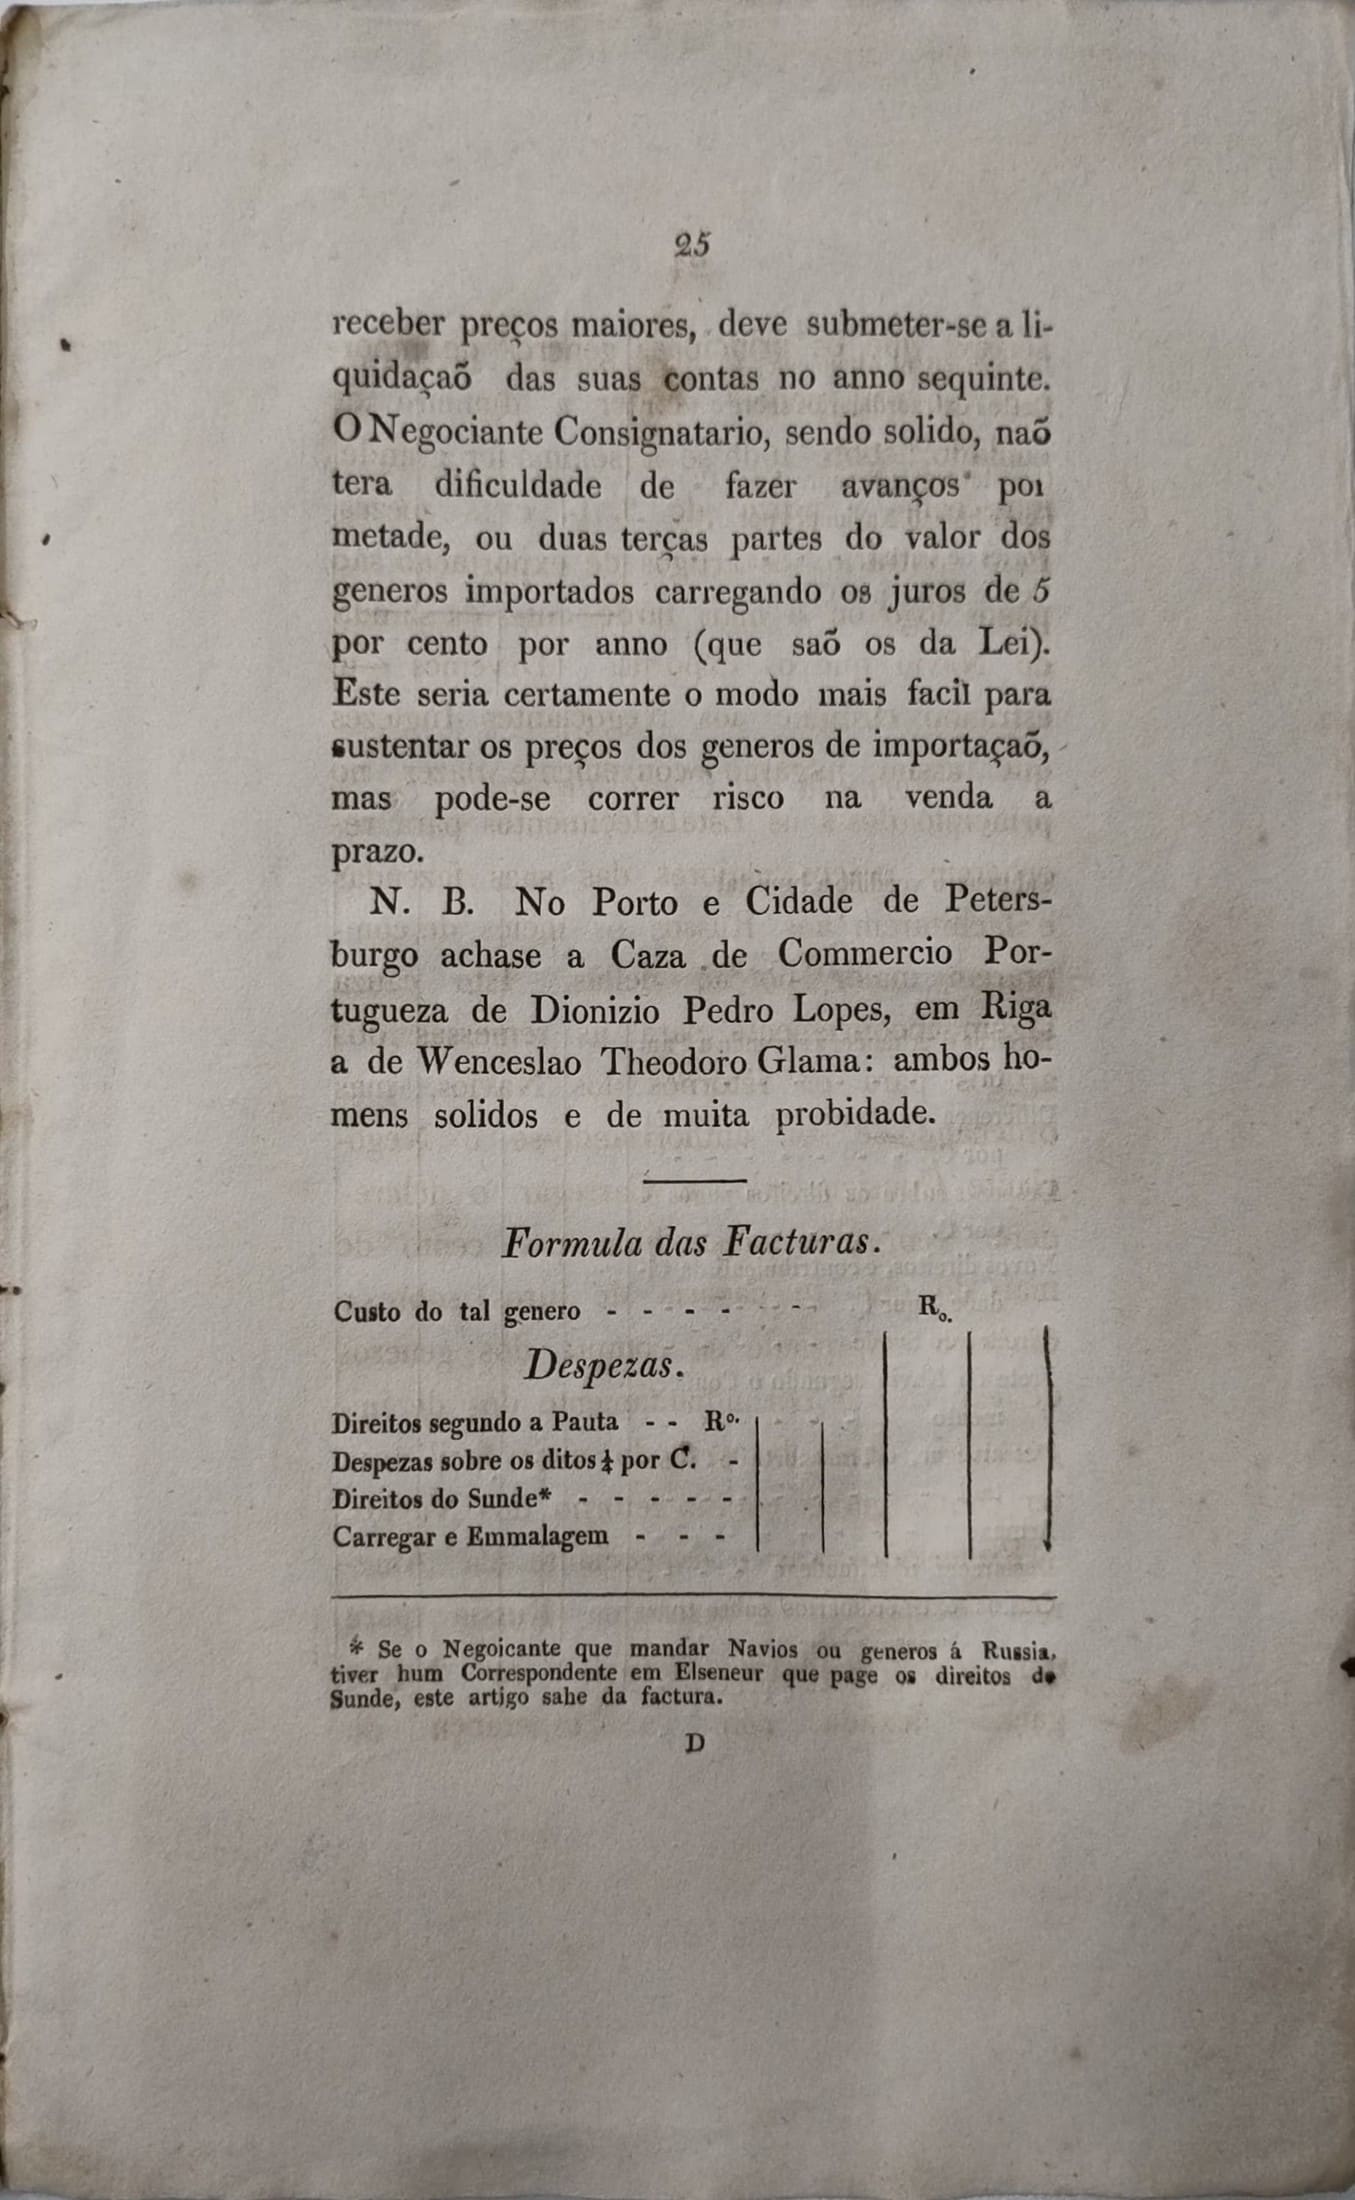 25
receber preços maiores, deve submeter-se a li-
quidaçaõ das suas contas no anno sequinte.
O Negociante Consignatario, sendo solido, naõ
tera dificuldade de fazer avanços por
metade, ou duas terças partes do valor dos
generos importados carregando os juros de 5
por cento por anno (que saõ os da Lei).
Este seria certamente o modo mais facil para
sustentar os preços dos generos de importaçaõ,
mas pode-se correr risco na venda a
prazo.
N. B. No Porto e Cidade de Peters-
burgo achase a Caza de Commercio Por-
tugueza de Dionizio Pedro Lopes, em Riga
a de Wenceslao Theodoro Glama: ambos ho-
mens solidos e de muita probidade.
Formula das Facturas.
Custo do tal genero - - - - - Ro.
Despezas.
Direitos segundo a Pauta - - Ro.
Despezas sobre os ditos ¼ por C. -
Direitos do Sunde* - - - - -
Carregar e Emmalagem - - -
* Se o Negoicante que mandar Navios ou generos á Russia,
tiver hum Correspondente em Elseneur que page os direitos do
Sunde, este artigo sahe da factura.
D